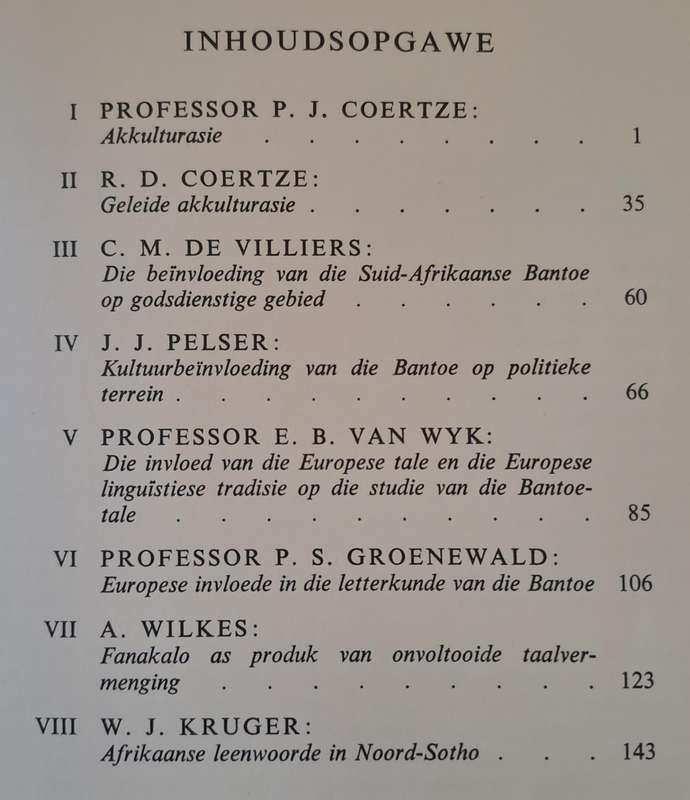 INHOUDSOPGAWE
I PROFESSOR P. J. COERTZE:
Akkulturasie . . . . . . . . 1
II R. D. COERTZE:
Geleide akkulturasie . . . . . . . 35
III C. M. DE VILLIERS:
Die beïnvloeding van die Suid-Afrikaanse Bantoe
op godsdienstige gebied . . . . . . 60
IV J. J. PELSER:
Kultuurbeïnvloeding van die Bantoe op politieke
terrein . . . . . . . . . . 66
V PROFESSOR E. B. VAN WYK:
Die invloed van die Europese tale en die Europese
linguïstiese tradisie op die studie van die Bantoe-
tale . . . . . . . . . . 85
VI PROFESSOR P. S. GROENEWALD:
Europese invloede in die letterkunde van die Bantoe 106
VII A. WILKES:
Fanakalo as produk van onvoltooide taalver-
menging . . . . . . . . . 123
VIII W. J. KRUGER:
Afrikaanse leenwoorde in Noord-Sotho . . . 143